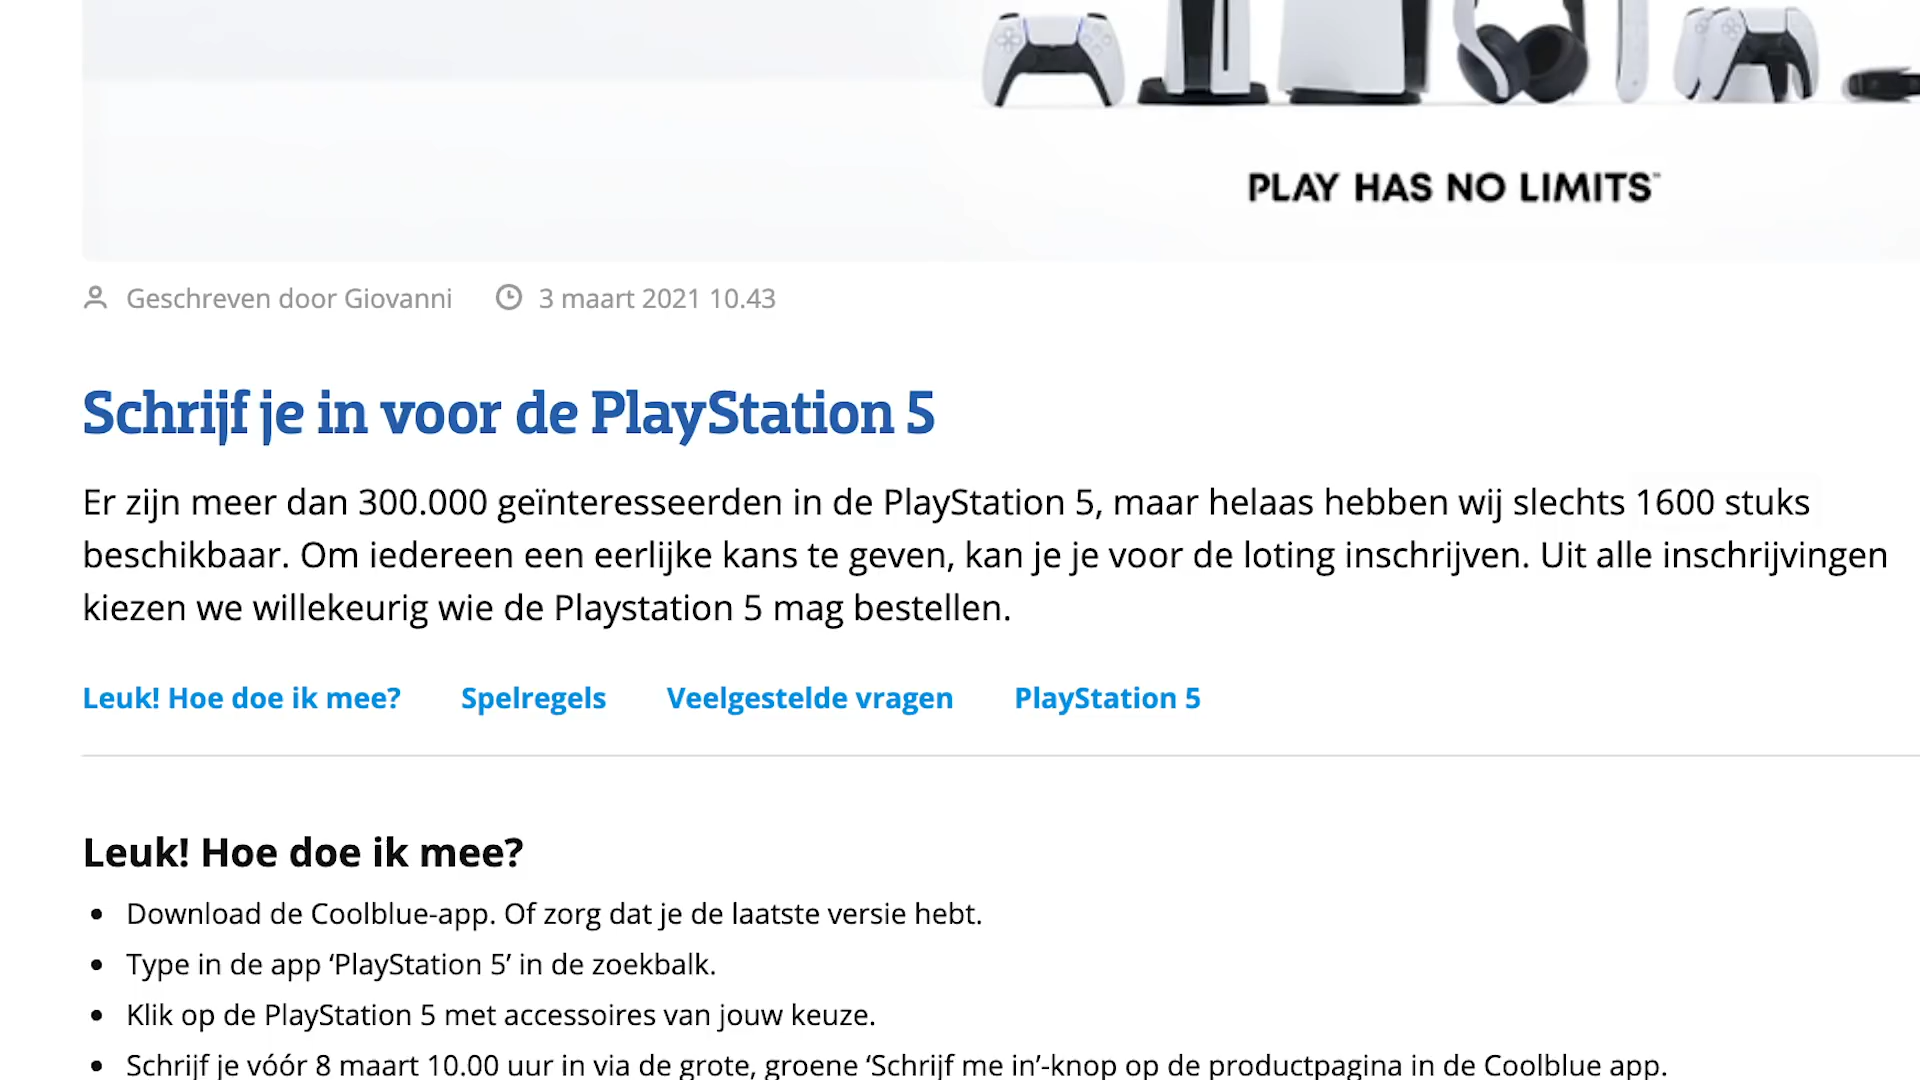 PLAY HAS NO LIMITS™
Geschreven door Giovanni 3 maart 2021 10.43
Schrijf je in voor de PlayStation 5
Er zijn meer dan 300.000 geïnteresseerden in de PlayStation 5, maar helaas hebben wij slechts 1600 stuks
beschikbaar. Om iedereen een eerlijke kans te geven, kan je je voor de loting inschrijven. Uit alle inschrijvingen
kiezen we willekeurig wie de Playstation 5 mag bestellen.
Leuk! Hoe doe ik mee? Spelregels Veelgestelde vragen PlayStation 5
Leuk! Hoe doe ik mee?
• Download de Coolblue-app. Of zorg dat je de laatste versie hebt.
• Type in de app ‘PlayStation 5’ in de zoekbalk.
• Klik op de PlayStation 5 met accessoires van jouw keuze.
• Schrijf je vóór 8 maart 10.00 uur in via de grote, groene ‘Schrijf me in’-knop op de productpagina in de Coolblue app.